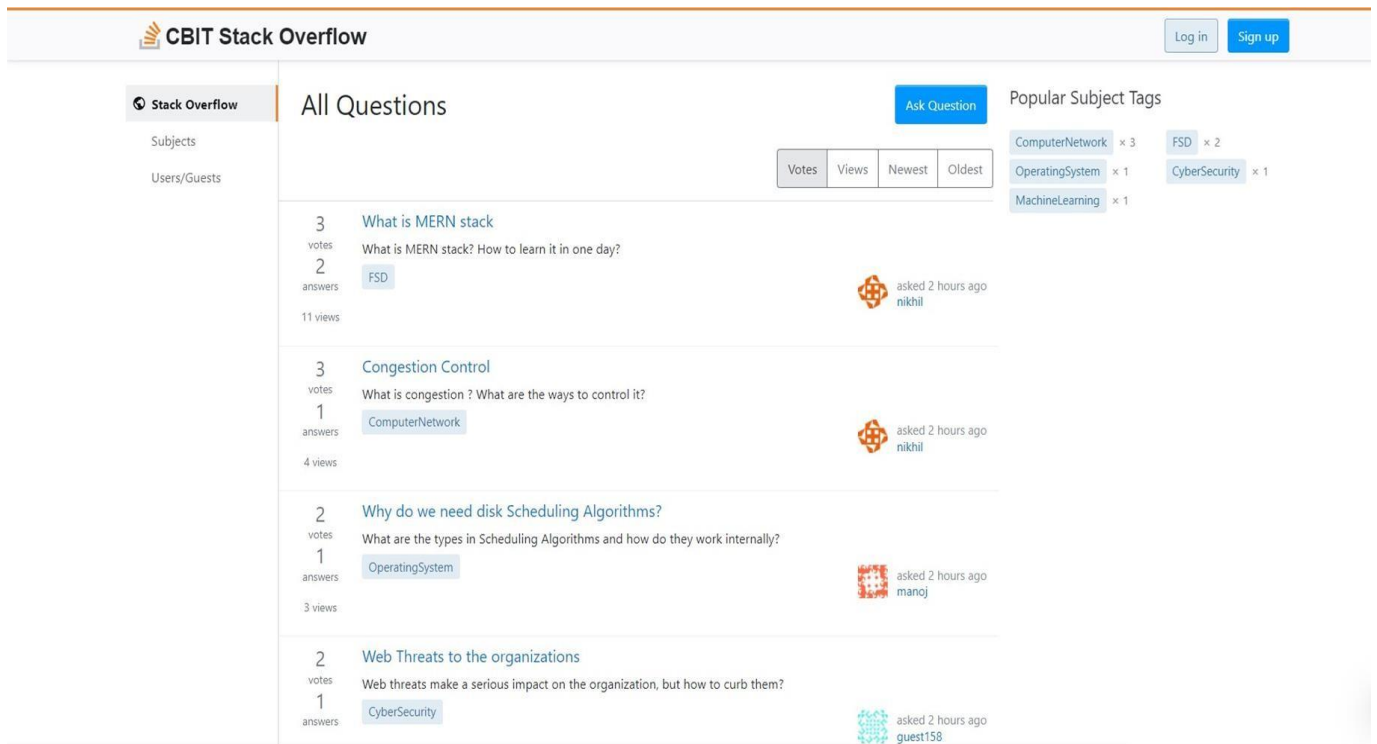 CBIT Stack Overflow
Log in
Sign up
Stack Overflow
Subjects
Users/Guests
All Questions
Ask Question
Votes Views Newest Oldest
3
votes
2
answers
11 views
What is MERN stack
What is MERN stack? How to learn it in one day?
FSD
asked 2 hours ago
nikhil
3
votes
1
answers
4 views
Congestion Control
What is congestion ? What are the ways to control it?
ComputerNetwork
asked 2 hours ago
nikhil
2
votes
1
answers
3 views
Why do we need disk Scheduling Algorithms?
What are the types in Scheduling Algorithms and how do they work internally?
OperatingSystem
asked 2 hours ago
manoj
2
votes
1
answers
Web Threats to the organizations
Web threats make a serious impact on the organization, but how to curb them?
CyberSecurity
asked 2 hours ago
guest158
Popular Subject Tags
ComputerNetwork × 3 FSD × 2
OperatingSystem × 1 CyberSecurity × 1
MachineLearning × 1